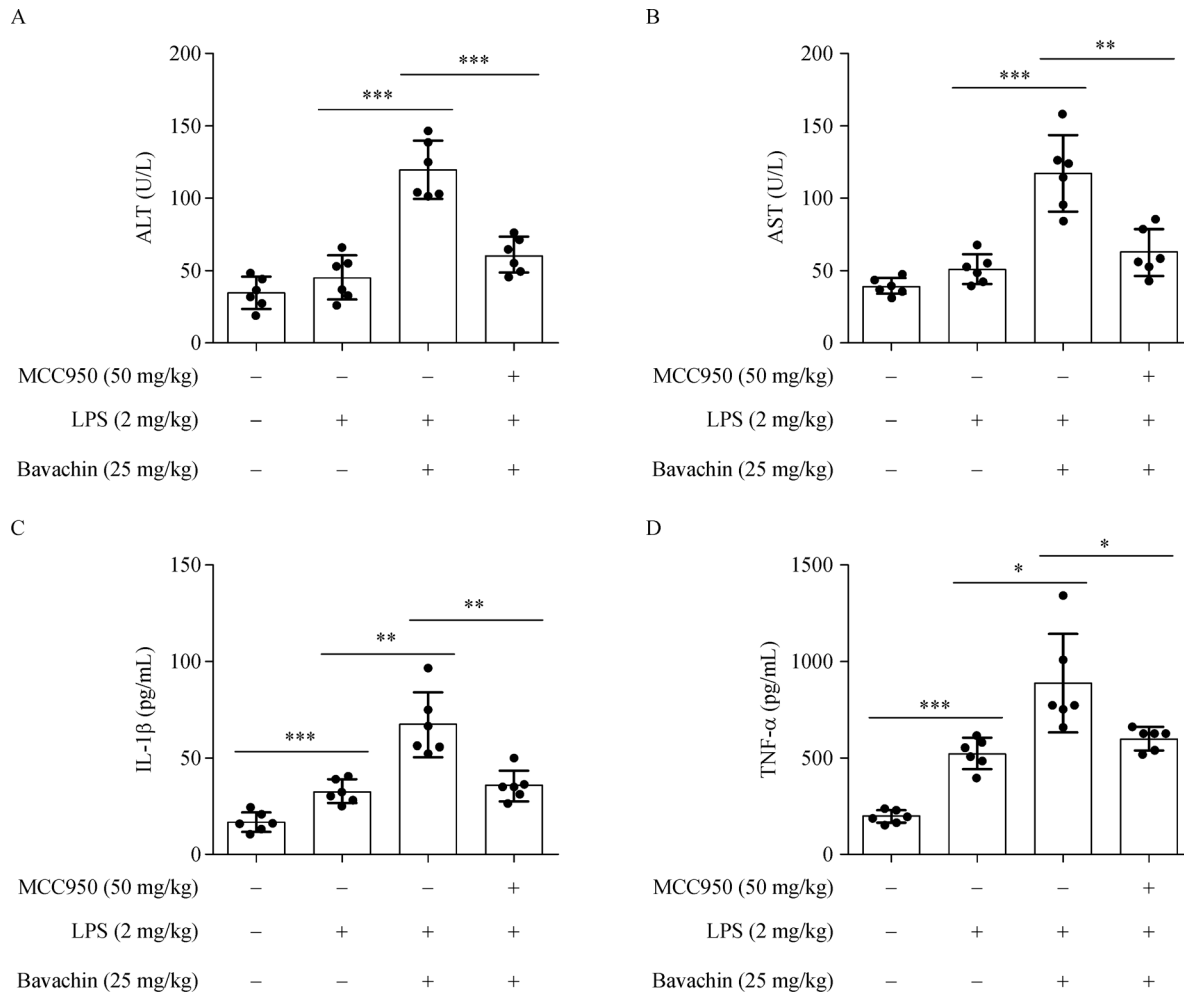 A
ALT (U/L)
200
150
100
50
0
***
***
MCC950 (50 mg/kg) – – – +
LPS (2 mg/kg) – + + +
Bavachin (25 mg/kg) – – + +
B
AST (U/L)
200
150
100
50
0
***
**
MCC950 (50 mg/kg) – – – +
LPS (2 mg/kg) – + + +
Bavachin (25 mg/kg) – – + +
C
IL-1β (pg/mL)
150
100
50
0
***
**
**
MCC950 (50 mg/kg) – – – +
LPS (2 mg/kg) – + + +
Bavachin (25 mg/kg) – – + +
D
TNF-α (pg/mL)
1500
1000
500
0
***
*
*
MCC950 (50 mg/kg) – – – +
LPS (2 mg/kg) – + + +
Bavachin (25 mg/kg) – – + +